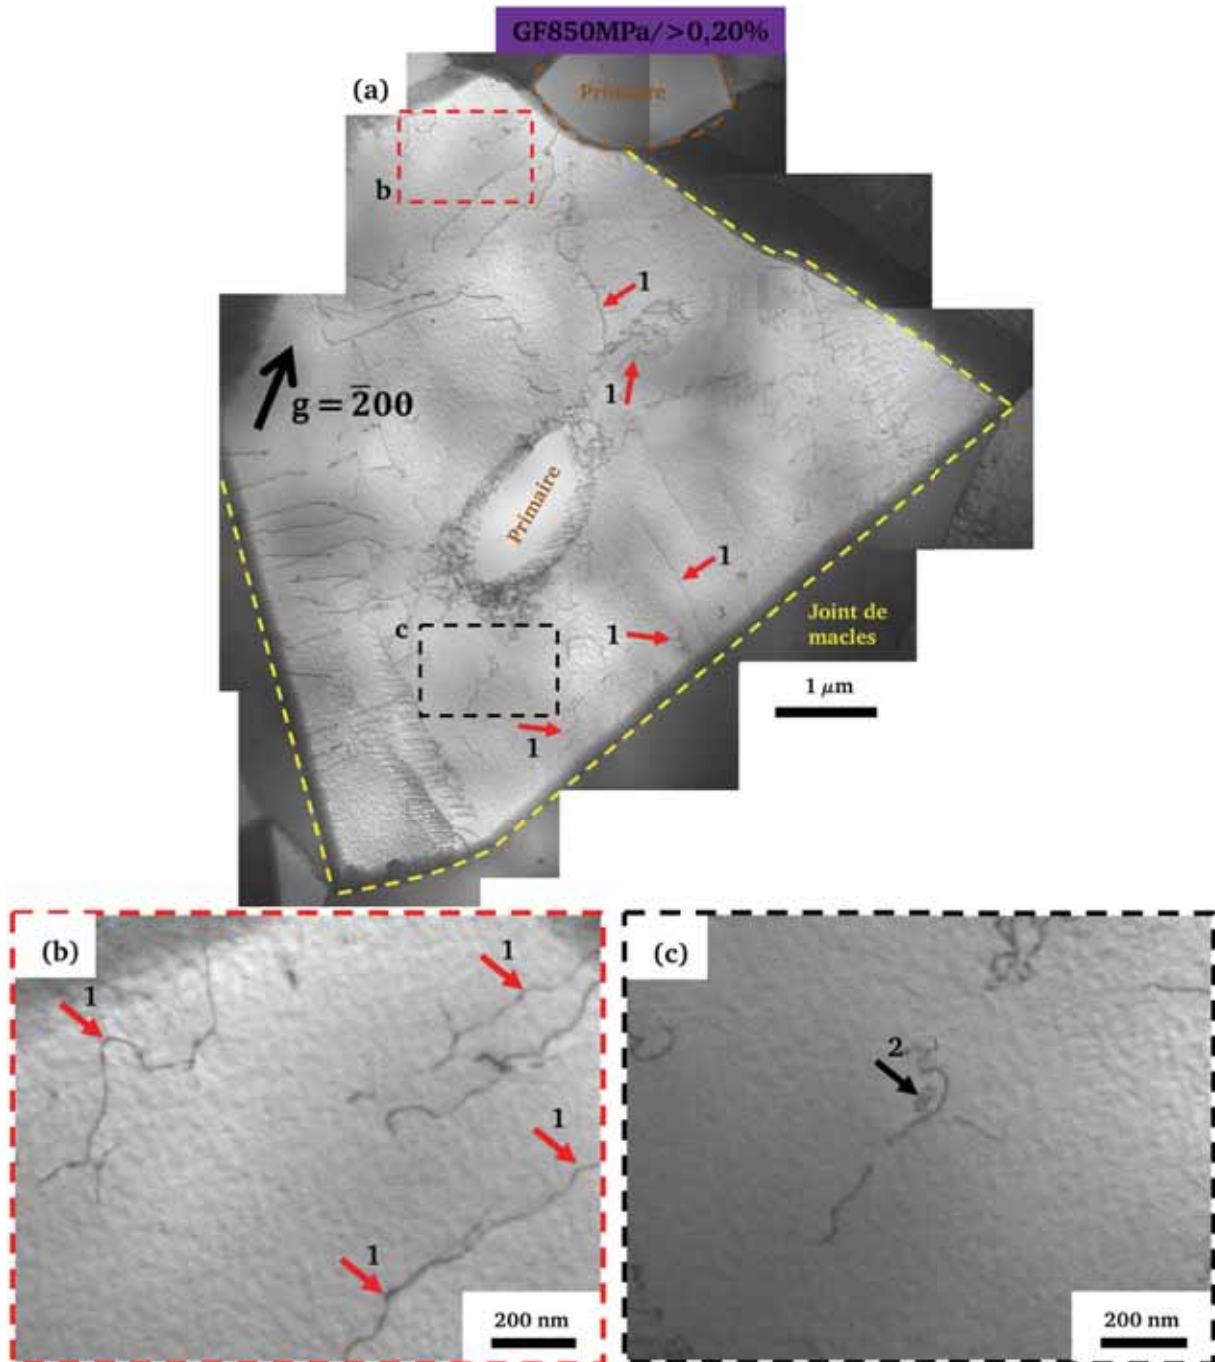 GF850MPa/>0,20%
(a)
Primaire
b
1
1
g = 2̅00
Primaire
1
1
c
1
Joint de
macles
1 μm
(b)
1
1
1
1
200 nm
(c)
2
200 nm